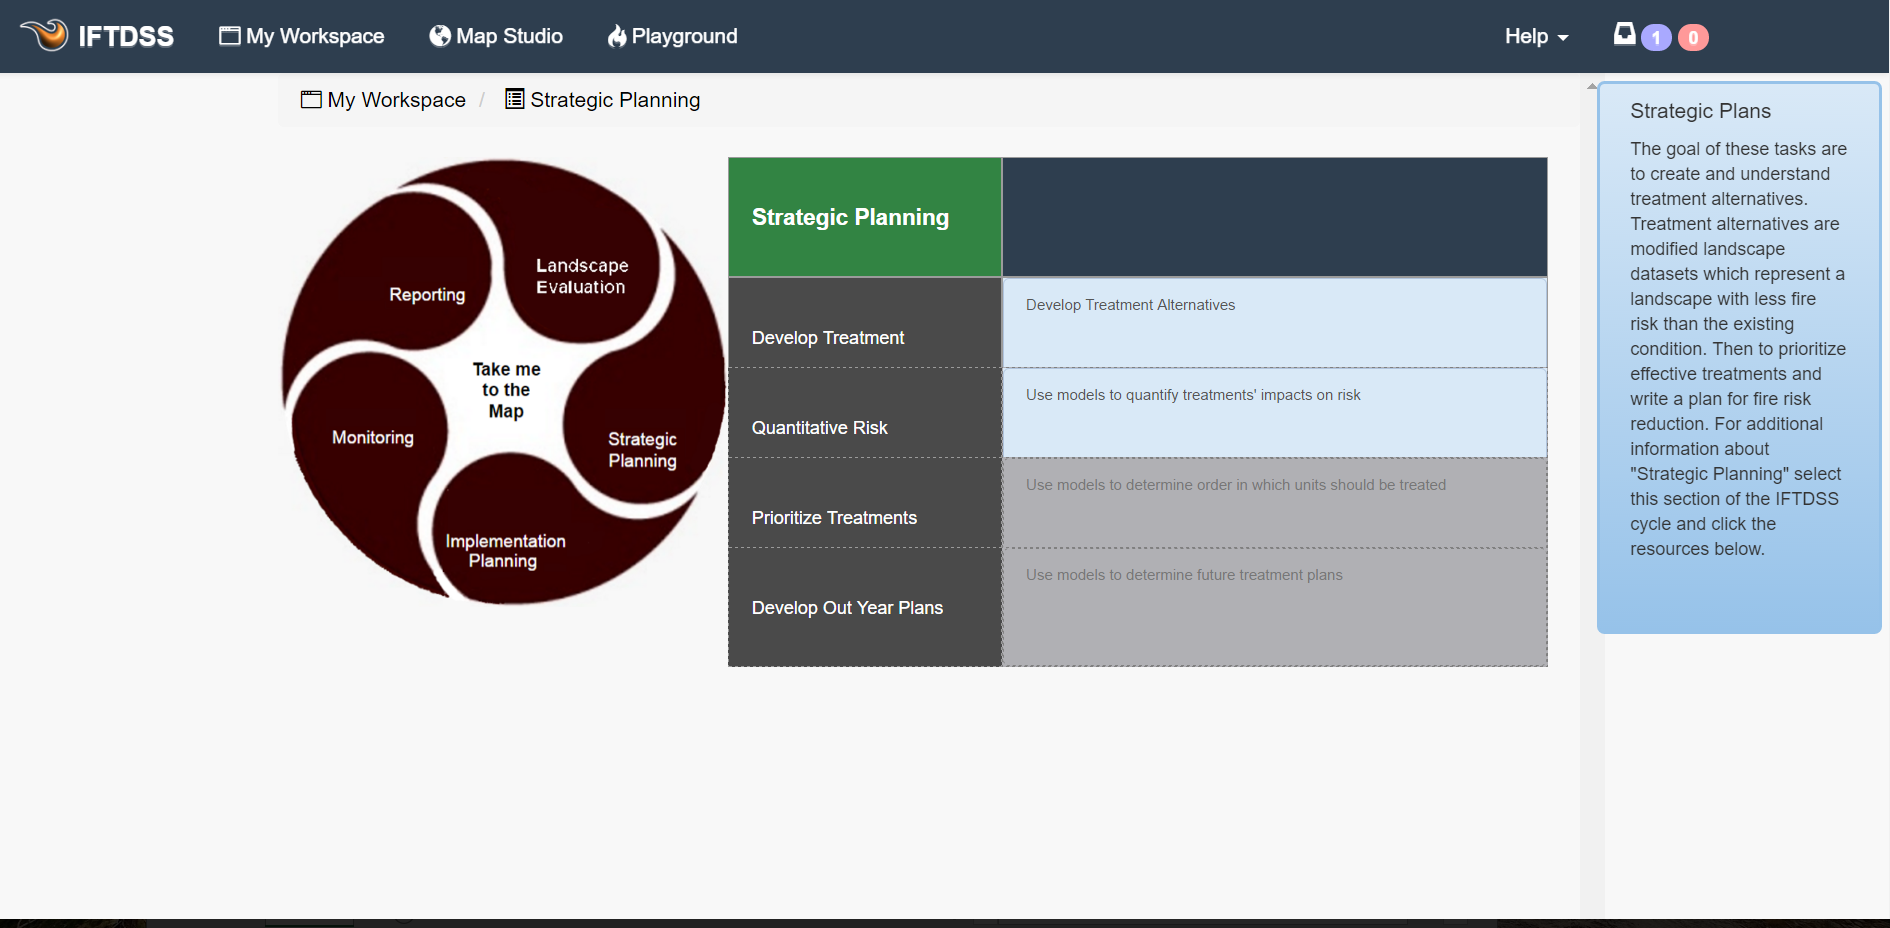 IFTDSS
My Workspace
Map Studio
Playground
Help
1
0
My Workspace / Strategic Planning
Reporting
Landscape
Evaluation
Take me
to the
Map
Monitoring
Strategic
Planning
Implementation
Planning
Strategic Planning
Develop Treatment
Develop Treatment Alternatives
Quantitative Risk
Use models to quantify treatments' impacts on risk
Prioritize Treatments
Use models to determine order in which units should be treated
Develop Out Year Plans
Use models to determine future treatment plans
Strategic Plans
The goal of these tasks are
to create and understand
treatment alternatives.
Treatment alternatives are
modified landscape
datasets which represent a
landscape with less fire
risk than the existing
condition. Then to prioritize
effective treatments and
write a plan for fire risk
reduction. For additional
information about
"Strategic Planning" select
this section of the IFTDSS
cycle and click the
resources below.